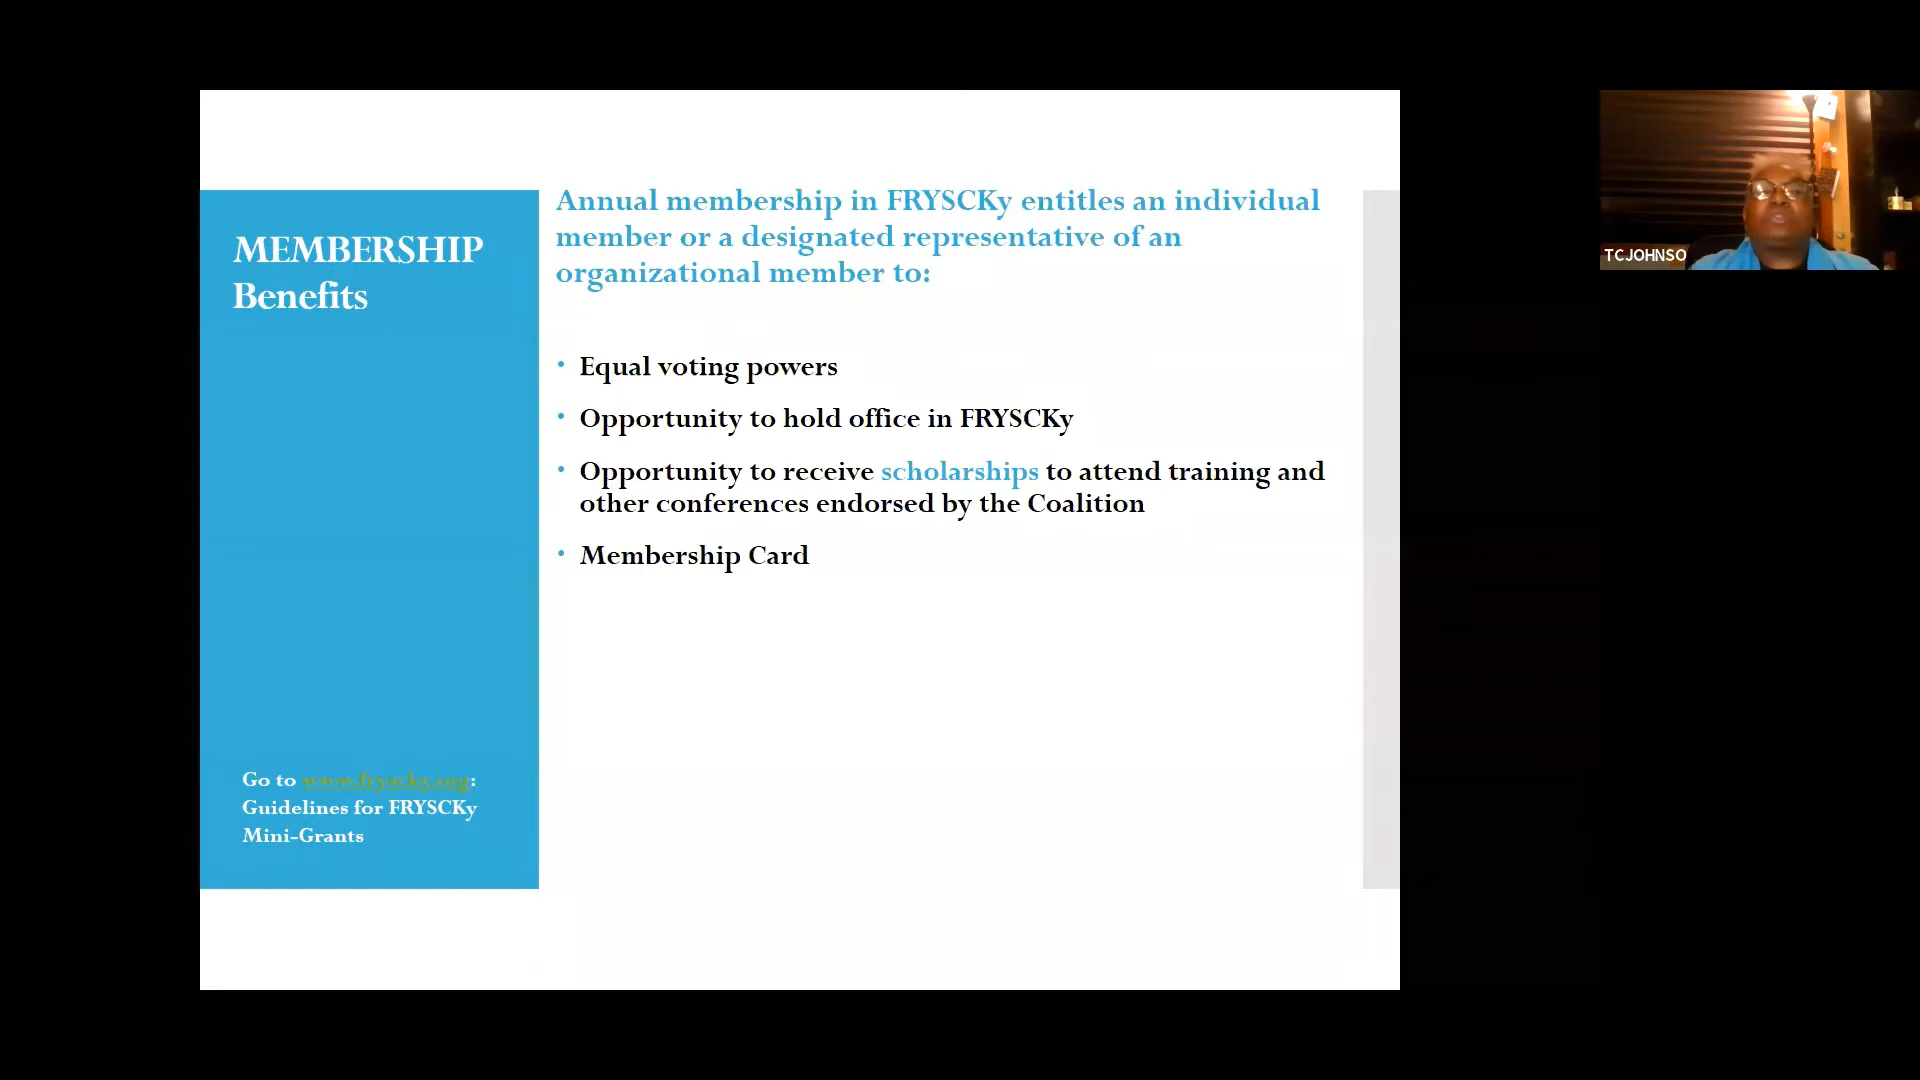 MEMBERSHIP
Benefits
Annual membership in FRYSCKy entitles an individual
member or a designated representative of an
organizational member to:
• Equal voting powers
• Opportunity to hold office in FRYSCKy
• Opportunity to receive scholarships to attend training and
other conferences endorsed by the Coalition
• Membership Card
Go to www.fryscky.org:
Guidelines for FRYSCKy
Mini-Grants
TCJOHNSO